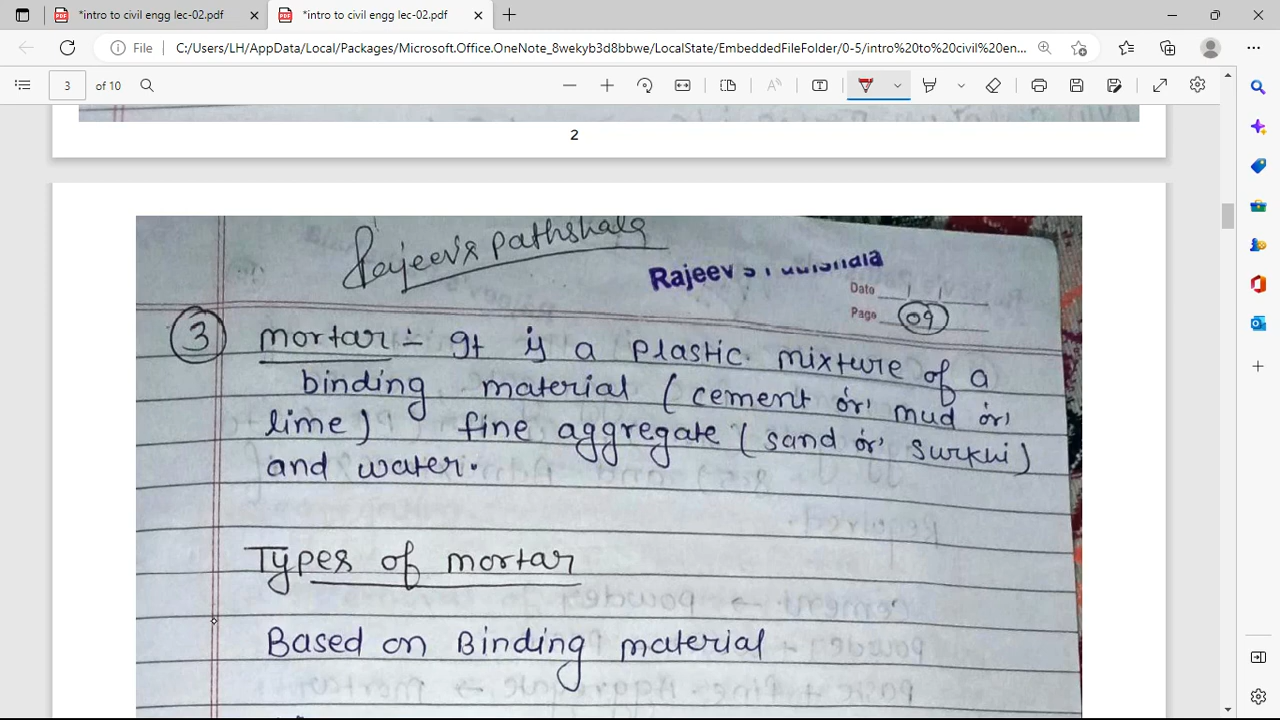 *intro to civil engg lec-02.pdf
*intro to civil engg lec-02.pdf
File
C:/Users/LH/AppData/Local/Packages/Microsoft.Office.OneNote_8wekyb3d8bbwe/LocalState/EmbeddedFileFolder/0-5/intro%20to%20civil%20en...
3 of 10
2
Rajeev's pathshala
Rajeev
Date
Page 09
3 mortar :- It is a plastic mixture of a
binding material (cement 'or' mud 'or'
lime) fine aggregate (sand 'or' surkhi)
and water.
Types of mortar
Based on Binding material